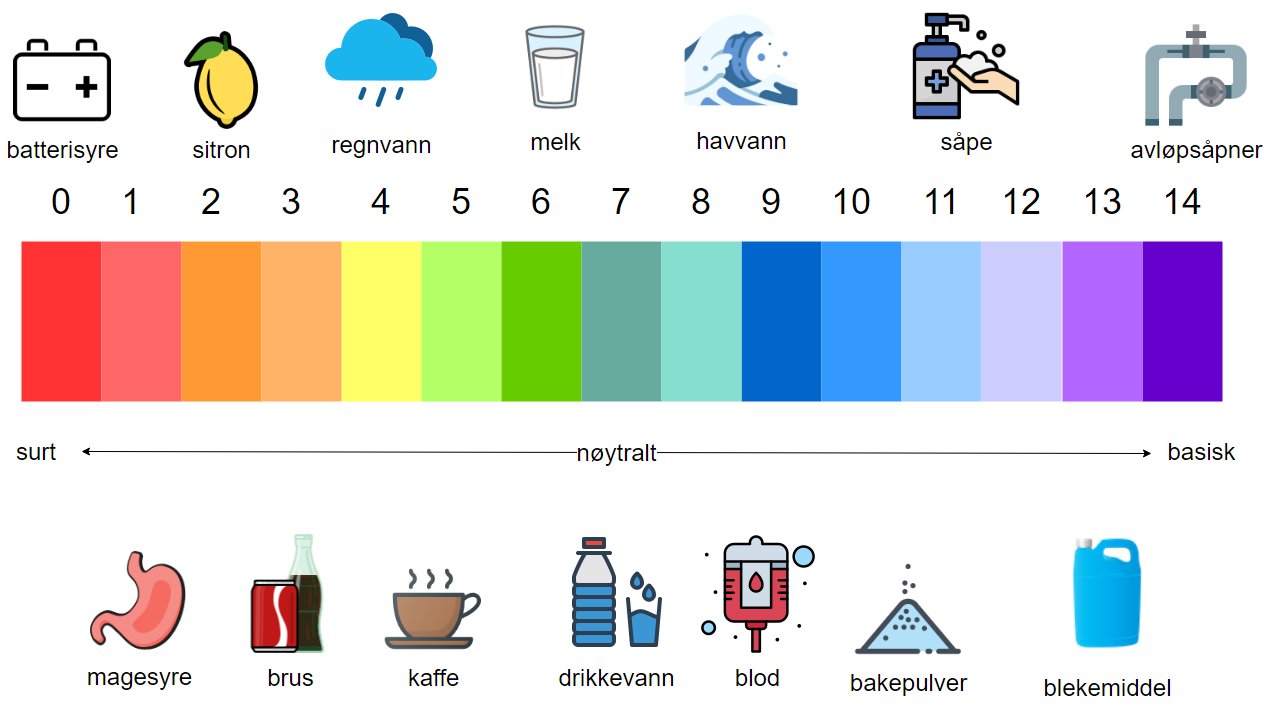 batterisyre sitron regnvann melk havvann såpe avløpsåpner
0 1 2 3 4 5 6 7 8 9 10 11 12 13 14
surt nøytralt basisk
magesyre brus kaffe drikkevann blod bakepulver blekemiddel